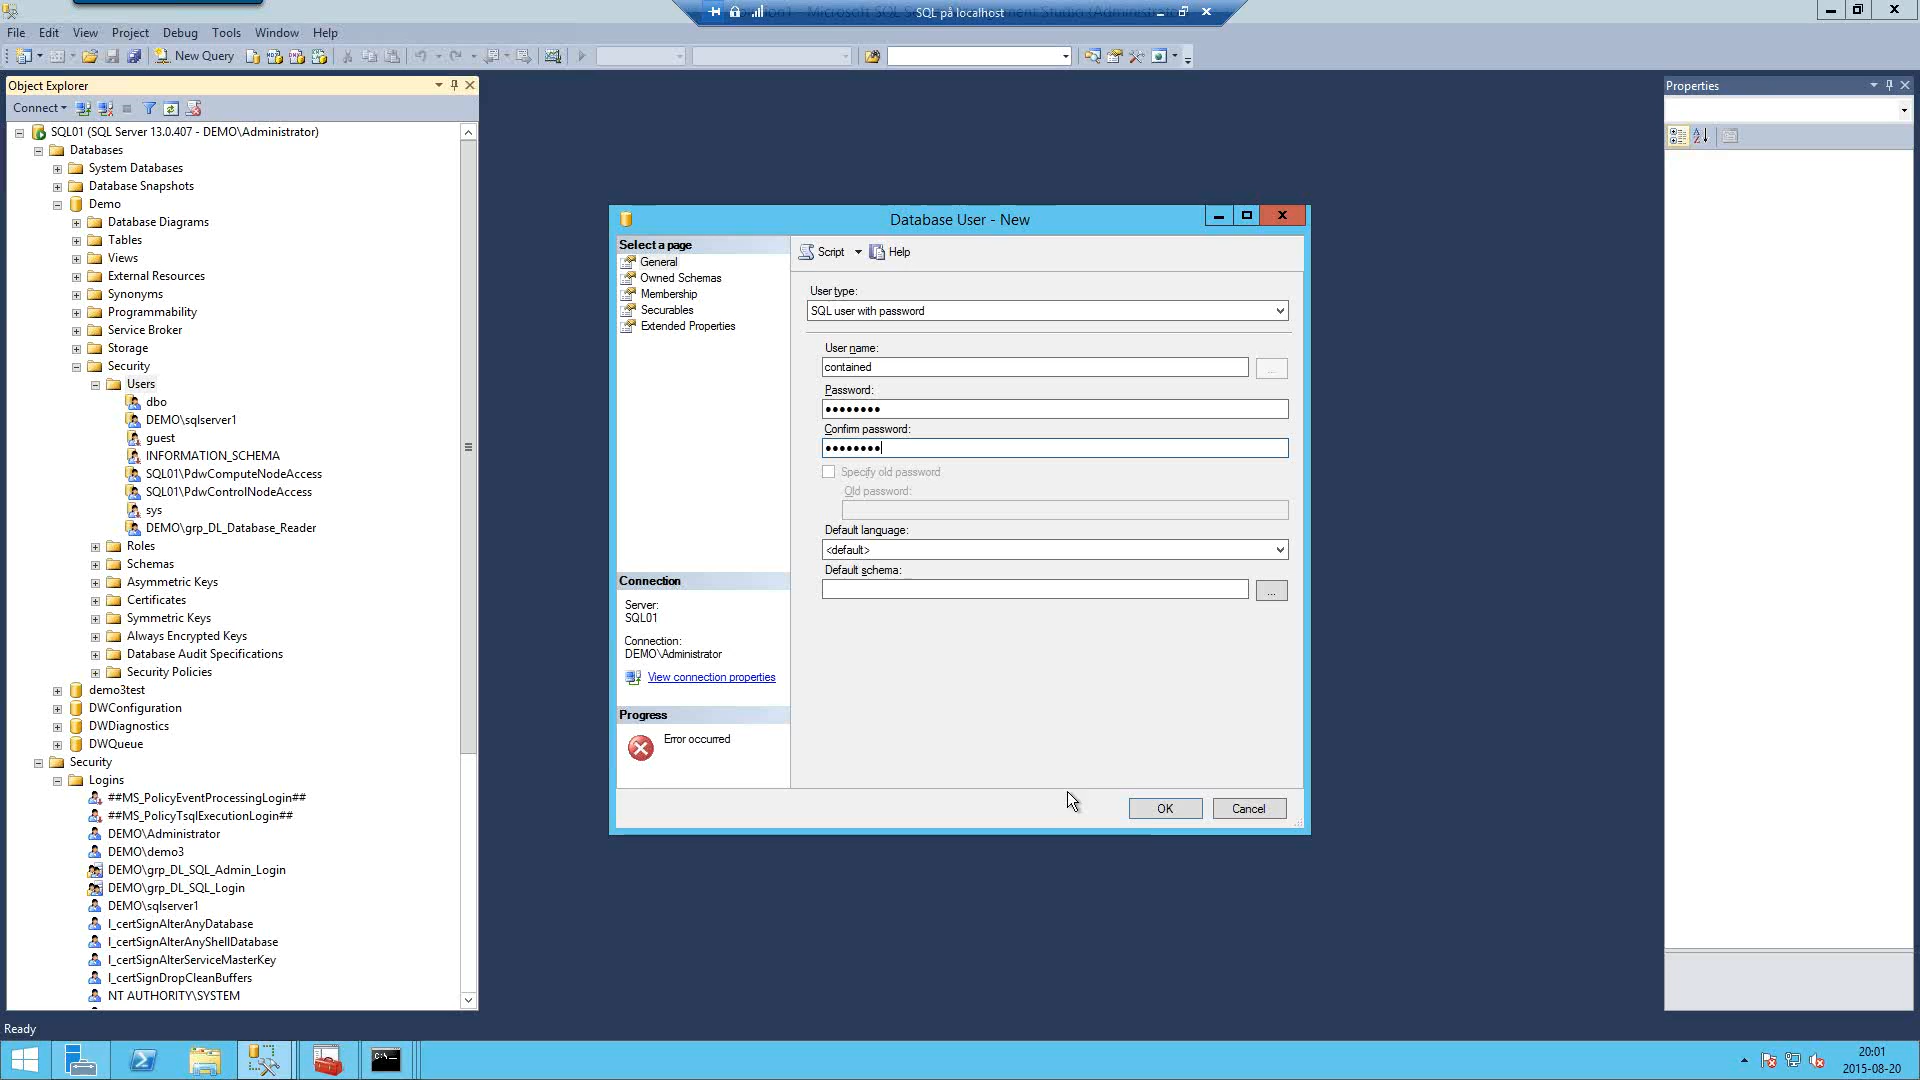 SQL på localhost
File Edit View Project Debug Tools Window Help
New Query
Object Explorer
Connect
SQL01 (SQL Server 13.0.407 - DEMO\Administrator)
Databases
System Databases
Database Snapshots
Demo
Database Diagrams
Tables
Views
External Resources
Synonyms
Programmability
Service Broker
Storage
Security
Users
dbo
DEMO\sqlserver1
guest
INFORMATION_SCHEMA
SQL01\PdwComputeNodeAccess
SQL01\PdwControlNodeAccess
sys
DEMO\grp_DL_Database_Reader
Roles
Schemas
Asymmetric Keys
Certificates
Symmetric Keys
Always Encrypted Keys
Database Audit Specifications
Security Policies
demo3test
DWConfiguration
DWDiagnostics
DWQueue
Security
Logins
##MS_PolicyEventProcessingLogin##
##MS_PolicyTsqlExecutionLogin##
DEMO\Administrator
DEMO\demo3
DEMO\grp_DL_SQL_Admin_Login
DEMO\grp_DL_SQL_Login
DEMO\sqlserver1
l_certSignAlterAnyDatabase
l_certSignAlterAnyShellDatabase
l_certSignAlterServiceMasterKey
l_certSignDropCleanBuffers
NT AUTHORITY\SYSTEM
Database User - New
Select a page
General
Owned Schemas
Membership
Securables
Extended Properties
Connection
Server:
SQL01
Connection:
DEMO\Administrator
View connection properties
Progress
Error occurred
Script Help
User type:
SQL user with password
User name:
contained
...
Password:
●●●●●●●●
Confirm password:
●●●●●●●●
Specify old password
Old password:
Default language:
<default>
Default schema:
...
OK Cancel
Properties
Ready
C:\_
20:01
2015-08-20